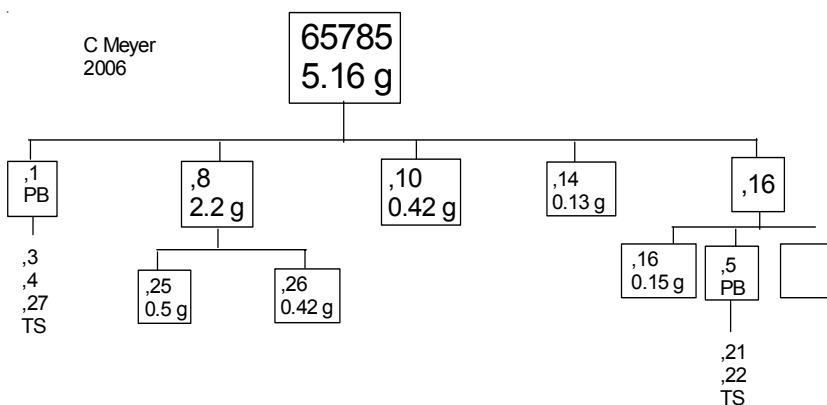 C Meyer
2006
65785
5.16 g
,1
PB
,8
2.2 g
,10
0.42 g
,14
0.13 g
,16
,3
,4
,27
TS
,25
0.5 g
,26
0.42 g
,16
0.15 g
,5
PB
,21
,22
TS